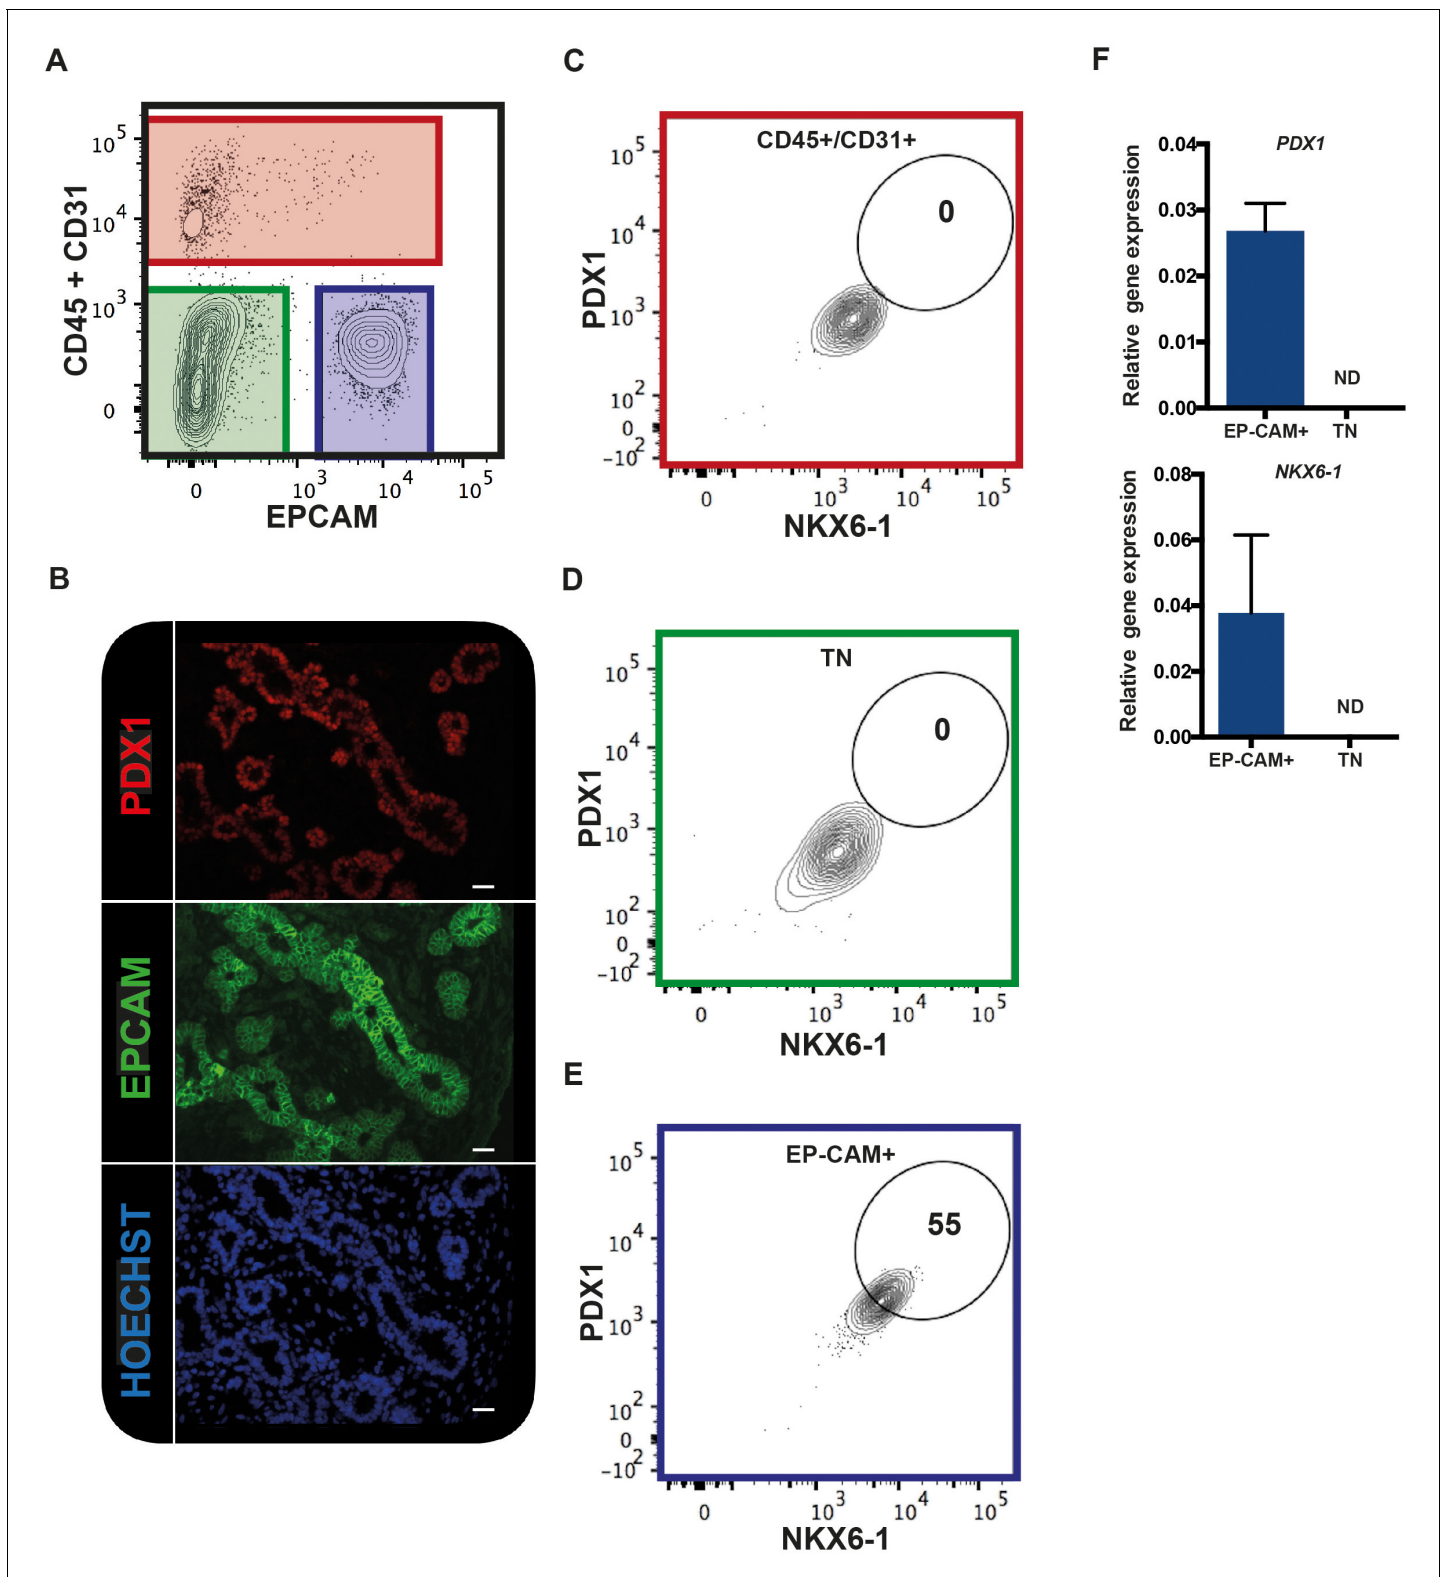 A
10^5
10^4
10^3
0
CD45 + CD31
0
10^3
10^4
10^5
EPCAM
B
PDX1
EPCAM
HOECHST
C
CD45+/CD31+
0
10^5
10^4
10^3
10^2
0
-10^2
PDX1
0
10^3
10^4
10^5
NKX6-1
D
TN
0
10^5
10^4
10^3
10^2
0
-10^2
PDX1
0
10^3
10^4
10^5
NKX6-1
E
EP-CAM+
55
10^5
10^4
10^3
10^2
0
-10^2
PDX1
0
10^3
10^4
10^5
NKX6-1
F
PDX1
Relative gene expression
0.04
0.03
0.02
0.01
0.00
ND
EP-CAM+ TN
NKX6-1
Relative gene expression
0.08
0.06
0.04
0.02
0.00
ND
EP-CAM+ TN